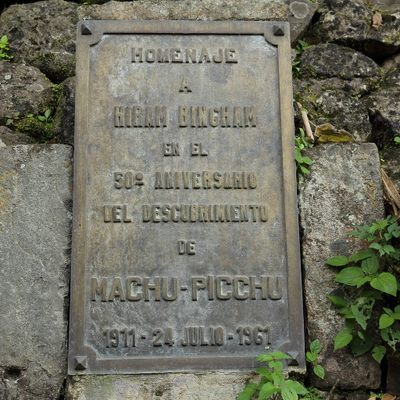 HOMENAJE
A
HIRAM BINGHAM
EN EL
50º ANIVERSARIO
DEL DESCUBRIMIENTO
DE
MACHU-PICCHU
1911 - 24 JULIO - 1961